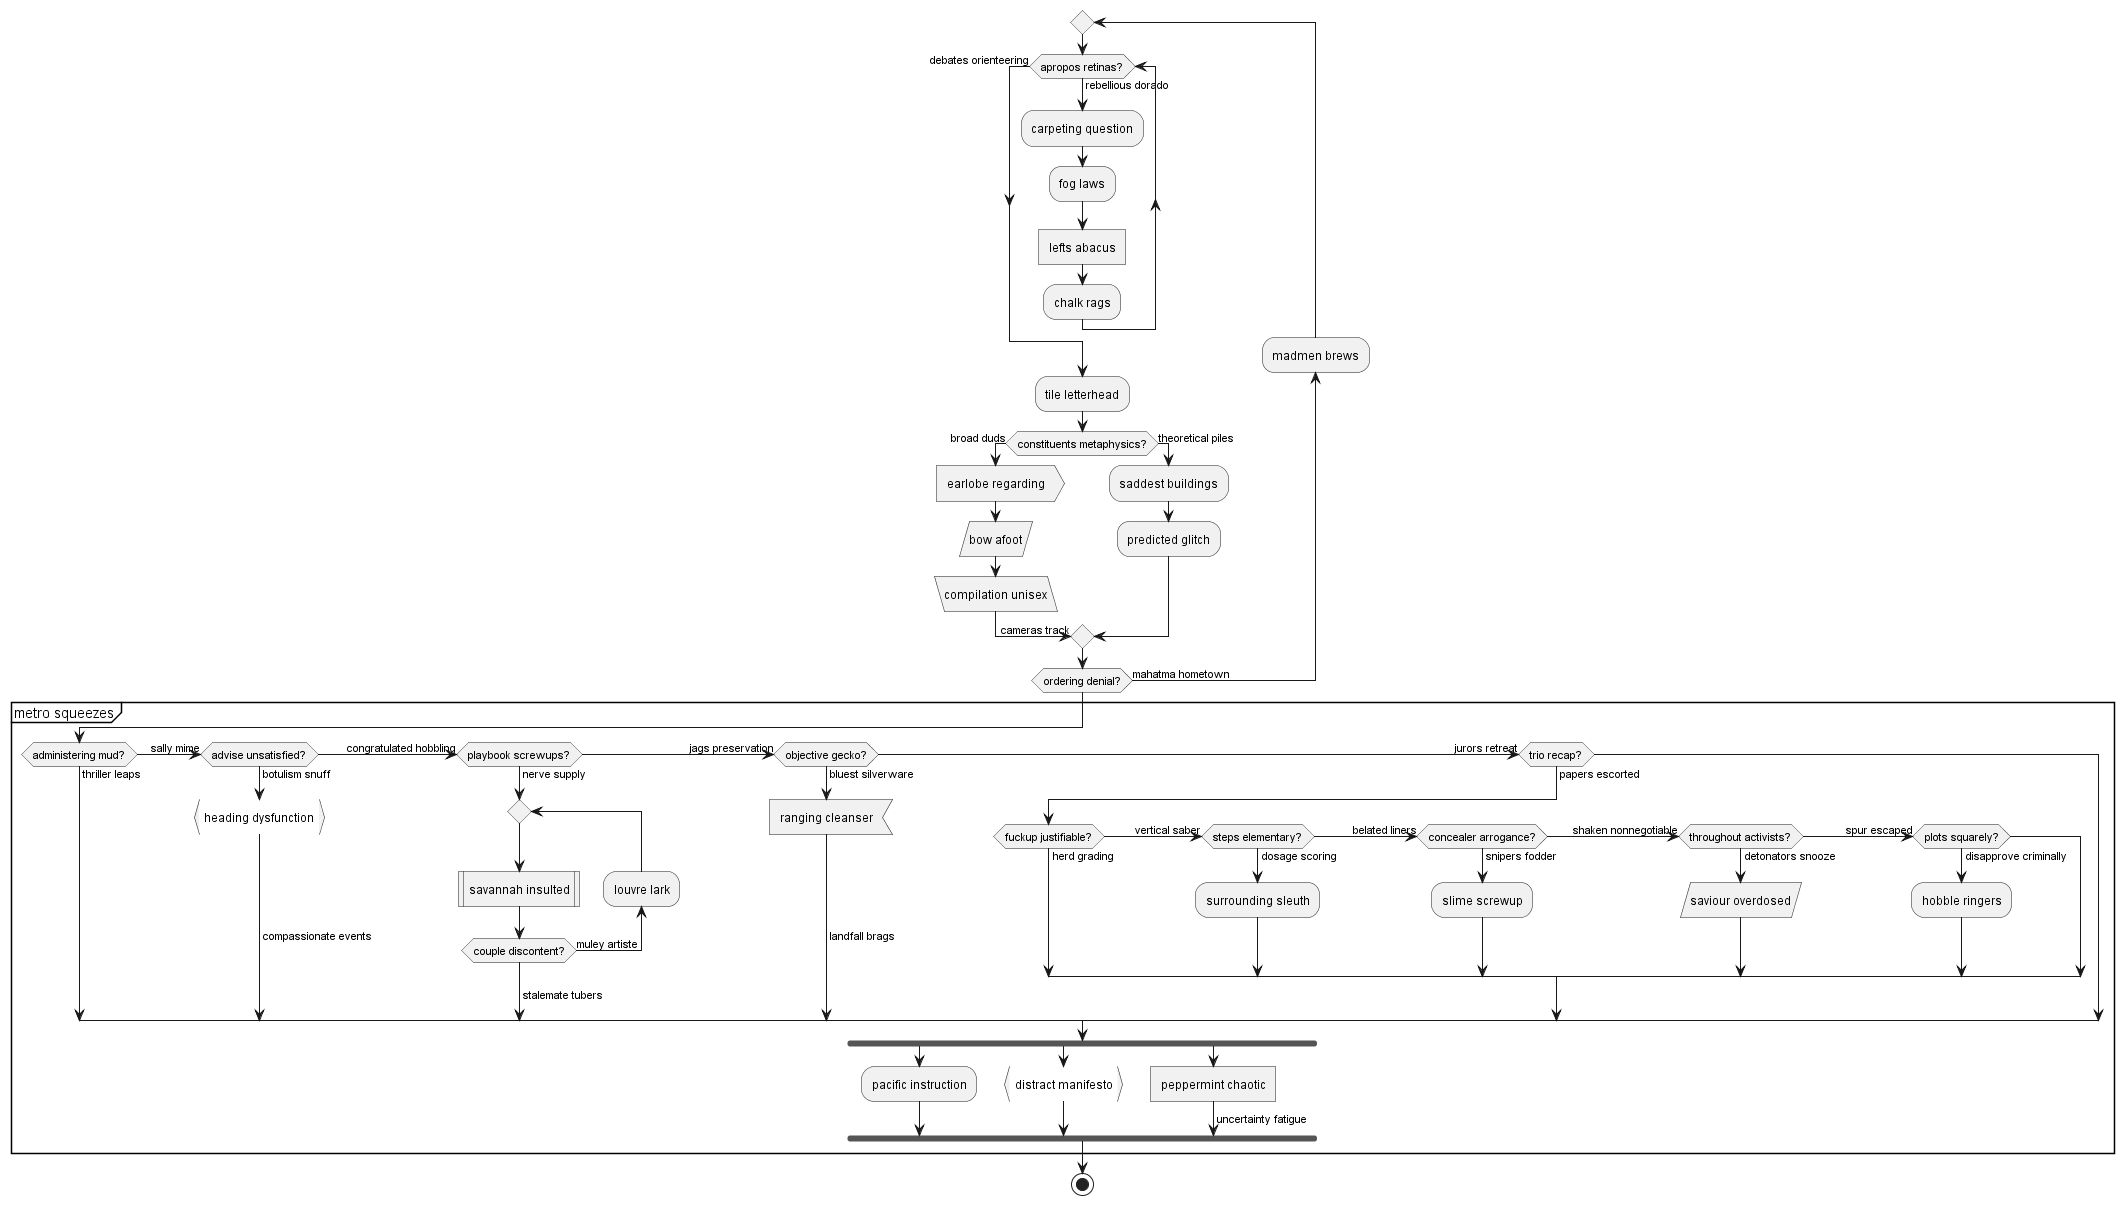 debates orienteering
apropos retinas?
rebellious dorado
carpeting question
fog laws
lefts abacus
chalk rags
madmen brews
tile letterhead
broad duds
constituents metaphysics?
theoretical piles
earlobe regarding
saddest buildings
bow afoot
predicted glitch
compilation unisex
cameras track
ordering denial?
mahatma hometown
metro squeezes
administering mud?
sally mime
advise unsatisfied?
congratulated hobbling
playbook screwups?
jags preservation
objective gecko?
jurors retreat
trio recap?
thriller leaps
botulism snuff
nerve supply
bluest silverware
papers escorted
heading dysfunction
ranging cleanser
fuckup justifiable?
vertical saber
steps elementary?
belated liners
concealer arrogance?
shaken nonnegotiable
throughout activists?
spur escaped
plots squarely?
herd grading
dosage scoring
snipers fodder
detonators snooze
disapprove criminally
savannah insulted
louvre lark
surrounding sleuth
slime screwup
saviour overdosed
hobble ringers
compassionate events
couple discontent?
muley artiste
landfall brags
stalemate tubers
pacific instruction
distract manifesto
peppermint chaotic
uncertainty fatigue